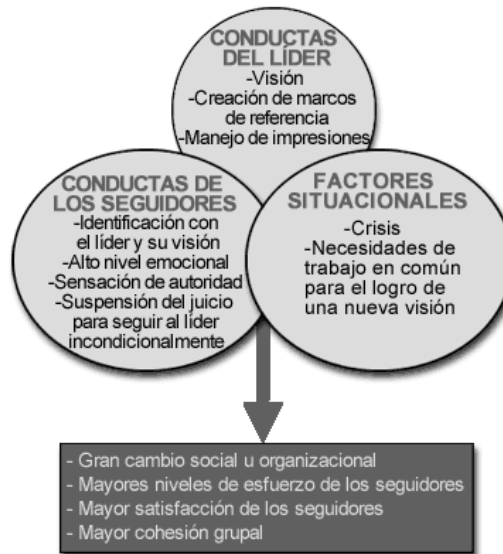 CONDUCTAS
DEL LÍDER
-Visión
-Creación de marcos
de referencia
-Manejo de impresiones
CONDUCTAS DE
LOS SEGUIDORES
-Identificación con
el líder y su visión
-Alto nivel emocional
-Sensación de autoridad
-Suspensión del juicio
para seguir al líder
incondicionalmente
FACTORES
SITUACIONALES
-Crisis
-Necesidades de
trabajo en común
para el logro de
una nueva visión
- Gran cambio social u organizacional
- Mayores niveles de esfuerzo de los seguidores
- Mayor satisfacción de los seguidores
- Mayor cohesión grupal